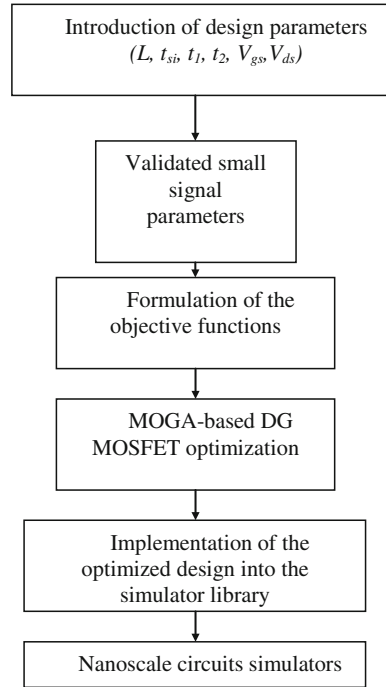 Introduction of design parameters
(L, tsi, t1, t2, Vgs,Vds)
Validated small
signal
parameters
Formulation of the
objective functions
MOGA-based DG
MOSFET optimization
Implementation of the
optimized design into the
simulator library
Nanoscale circuits simulators